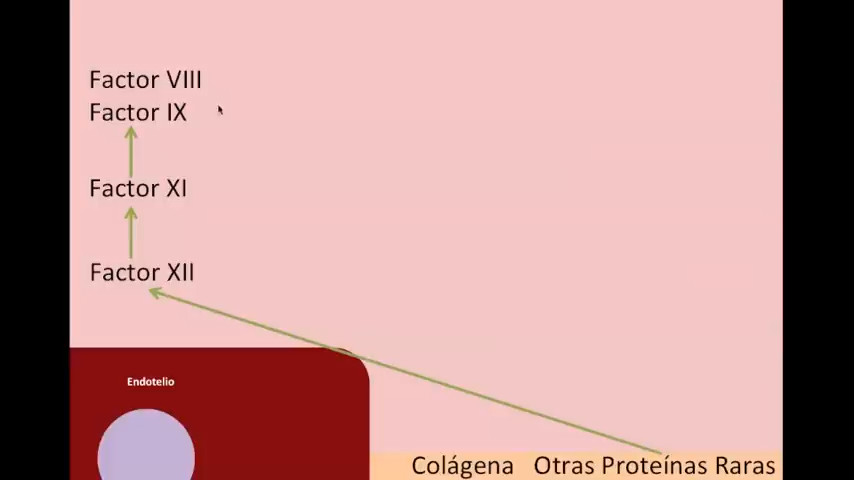 Factor VIII
Factor IX
Factor XI
Factor XII
Endotelio
Colágena Otras Proteínas Raras